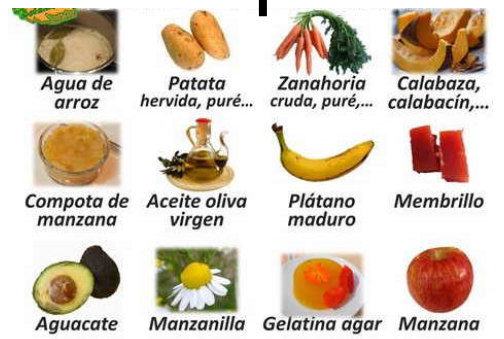 Agua de
arroz
Patata
hervida, puré...
Zanahoria
cruda, puré,...
Calabaza,
calabacín,...
Compota de
manzana
Aceite oliva
virgen
Plátano
maduro
Membrillo
Aguacate
Manzanilla
Gelatina agar
Manzana